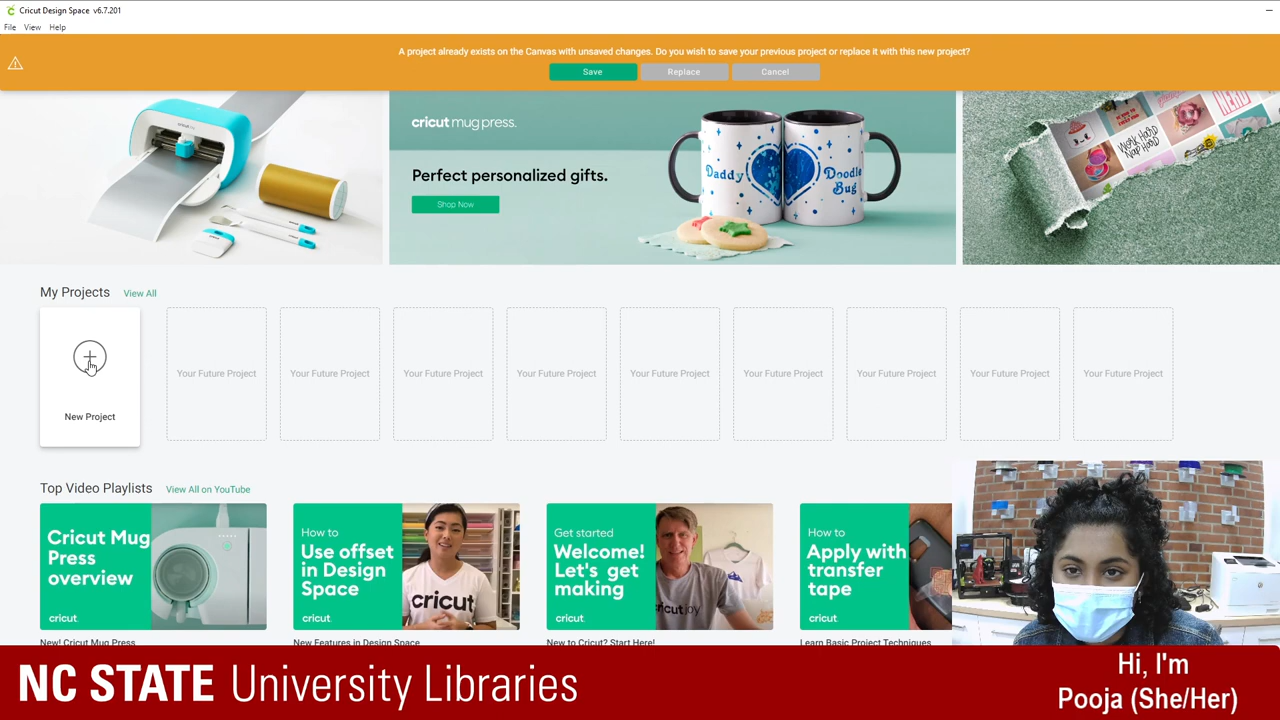 Cricut Design Space v6.7.201
File View Help
A project already exists on the Canvas with unsaved changes. Do you wish to save your previous project or replace it with this new project?
Save Replace Cancel
cricut mug press.
Perfect personalized gifts.
Shop Now
Daddy
Doodle
Bug
WORK HARD
NAP HARD
My Projects View All
New Project
Your Future Project
Your Future Project
Your Future Project
Your Future Project
Your Future Project
Your Future Project
Your Future Project
Your Future Project
Your Future Project
Top Video Playlists View All on YouTube
Cricut Mug
Press
overview
cricut
How to
Use offset
in Design
Space
cricut
cricut
Get started
Welcome!
Let's get
making
cricut
cricut joy
How to
Apply with
transfer
tape
cricut
New! Cricut Mug Press
New Features in Design Space
New to Cricut? Start Here!
Learn Basic Project Techniques
NC STATE University Libraries
Hi, I'm
Pooja (She/Her)